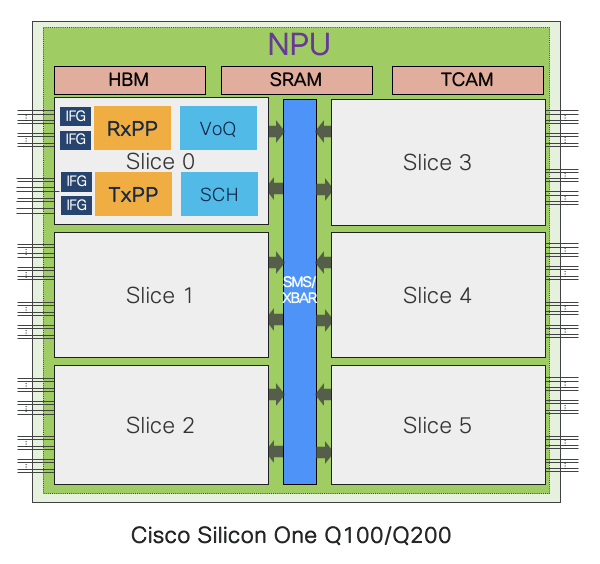 NPU
HBM
SRAM
TCAM
IFG
IFG
RxPP
VoQ
Slice 0
IFG
IFG
TxPP
SCH
Slice 3
Slice 1
SMS/
XBAR
Slice 4
Slice 2
Slice 5
Cisco Silicon One Q100/Q200